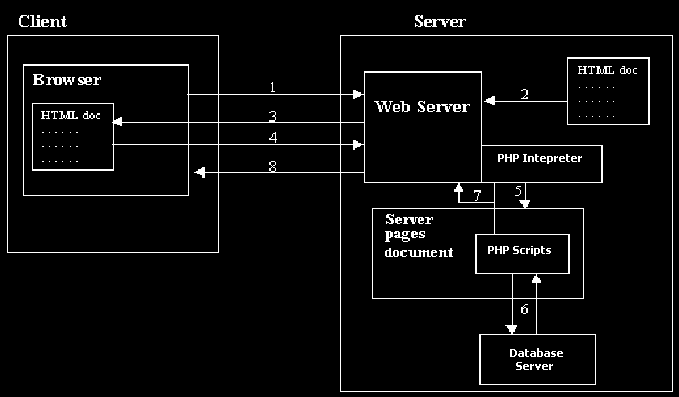 Client
Server
Browser
HTML doc
. . . . . .
. . . . . .
. . . . . .
1
3
4
8
Web Server
2
HTML doc
. . . . . .
. . . . . .
. . . . . .
PHP Intepreter
7
5
Server
pages
document
PHP Scripts
6
Database
Server